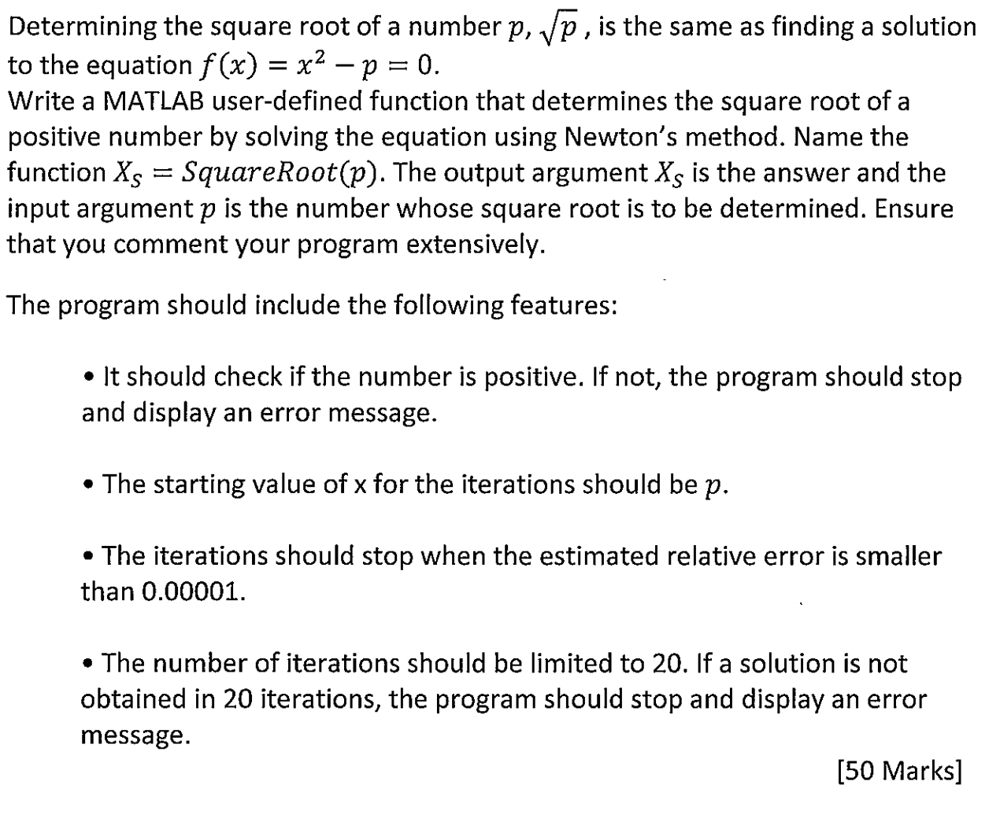 Determining the square root of a number p, √p , is the same as finding a solution
to the equation f(x) = x² − p = 0.
Write a MATLAB user-defined function that determines the square root of a
positive number by solving the equation using Newton’s method. Name the
function Xₛ = SquareRoot(p). The output argument Xₛ is the answer and the
input argument p is the number whose square root is to be determined. Ensure
that you comment your program extensively.
The program should include the following features:
• It should check if the number is positive. If not, the program should stop
and display an error message.
• The starting value of x for the iterations should be p.
• The iterations should stop when the estimated relative error is smaller
than 0.00001.
• The number of iterations should be limited to 20. If a solution is not
obtained in 20 iterations, the program should stop and display an error
message.
[50 Marks]